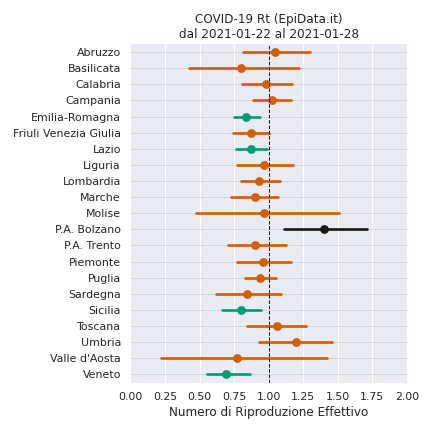 COVID-19 Rt (EpiData.it)
dal 2021-01-22 al 2021-01-28
Abruzzo
Basilicata
Calabria
Campania
Emilia-Romagna
Friuli Venezia Giulia
Lazio
Liguria
Lombardia
Marche
Molise
P.A. Bolzano
P.A. Trento
Piemonte
Puglia
Sardegna
Sicilia
Toscana
Umbria
Valle d'Aosta
Veneto
0.00 0.25 0.50 0.75 1.00 1.25 1.50 1.75 2.00
Numero di Riproduzione Effettivo